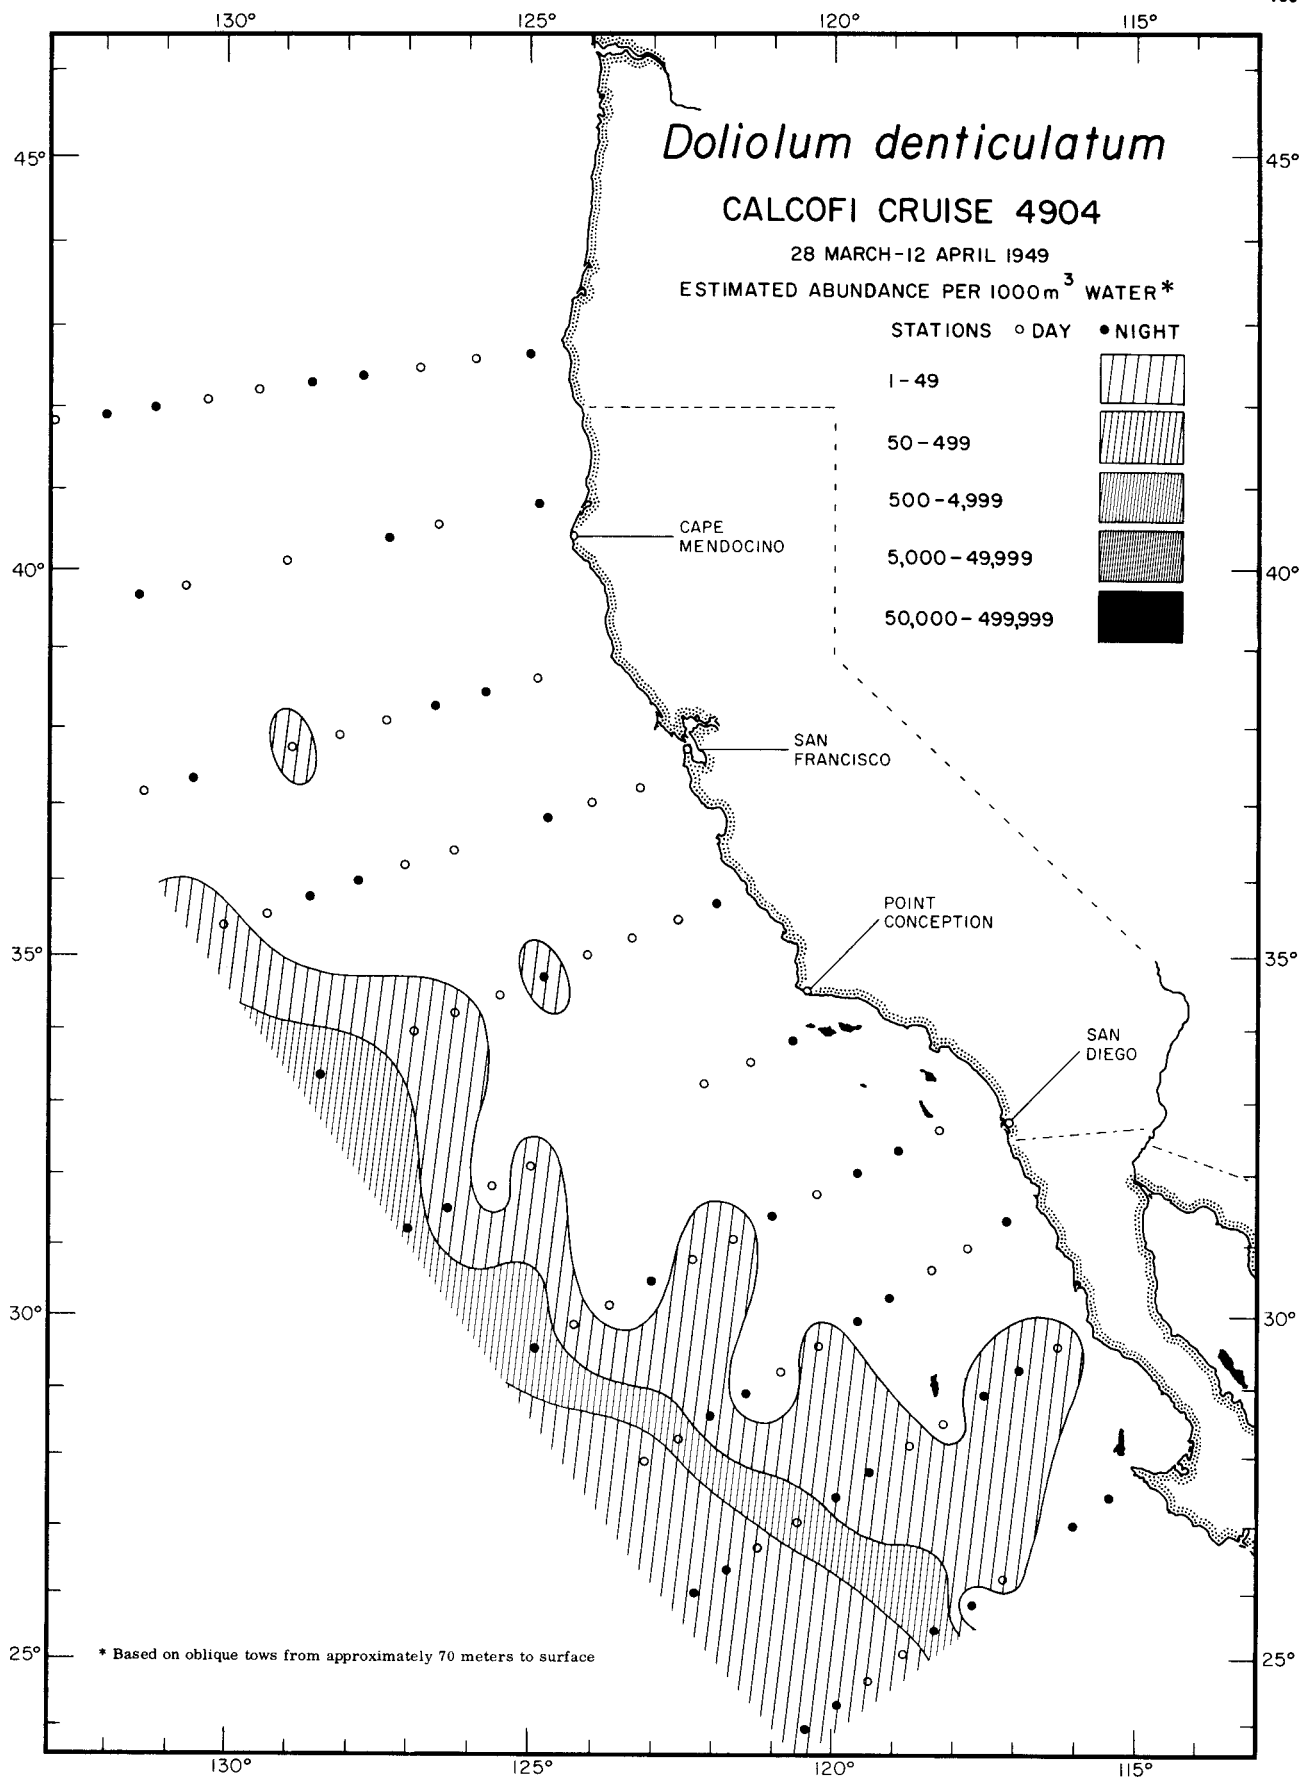 130° 125° 120° 115°
Doliolum denticulatum
45° 45°
CALCOFI CRUISE 4904
28 MARCH-12 APRIL 1949
ESTIMATED ABUNDANCE PER 1000m³ WATER*
STATIONS ○ DAY ● NIGHT
1-49
50-499
500-4,999
CAPE
MENDOCINO
5,000-49,999
40° 40°
50,000-499,999
SAN
FRANCISCO
POINT
CONCEPTION
35° 35°
SAN
DIEGO
30° 30°
25° 25°
* Based on oblique tows from approximately 70 meters to surface
130° 125° 120° 115°